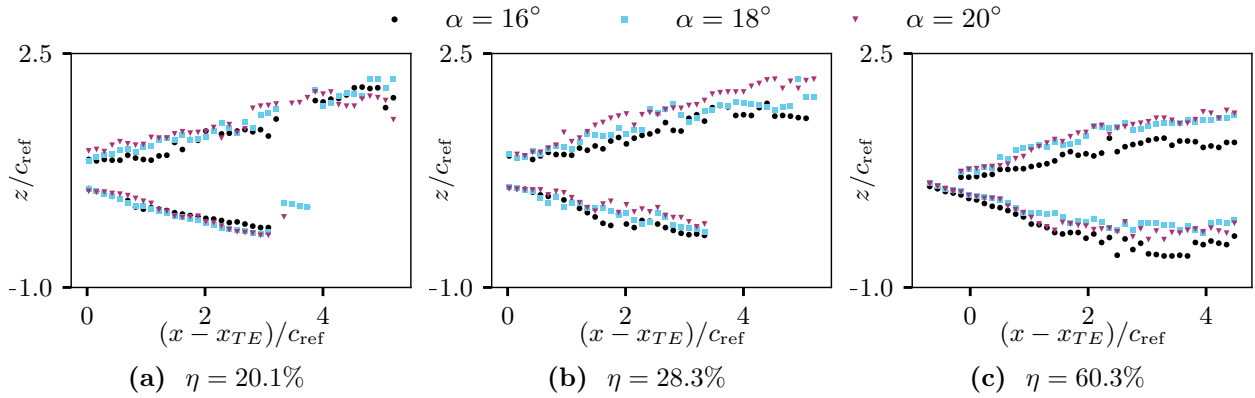 α = 16° α = 18° α = 20°
2.5
-1.0
z/c_ref
0 2 4
(x − x_TE)/c_ref
(a) η = 20.1%
2.5
-1.0
z/c_ref
0 2 4
(x − x_TE)/c_ref
(b) η = 28.3%
2.5
-1.0
z/c_ref
0 2 4
(x − x_TE)/c_ref
(c) η = 60.3%